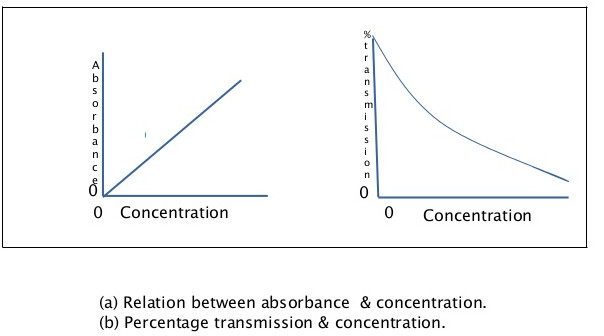 Absorbance
0
0 Concentration
% transmission
0
0 Concentration
(a) Relation between absorbance & concentration.
(b) Percentage transmission & concentration.